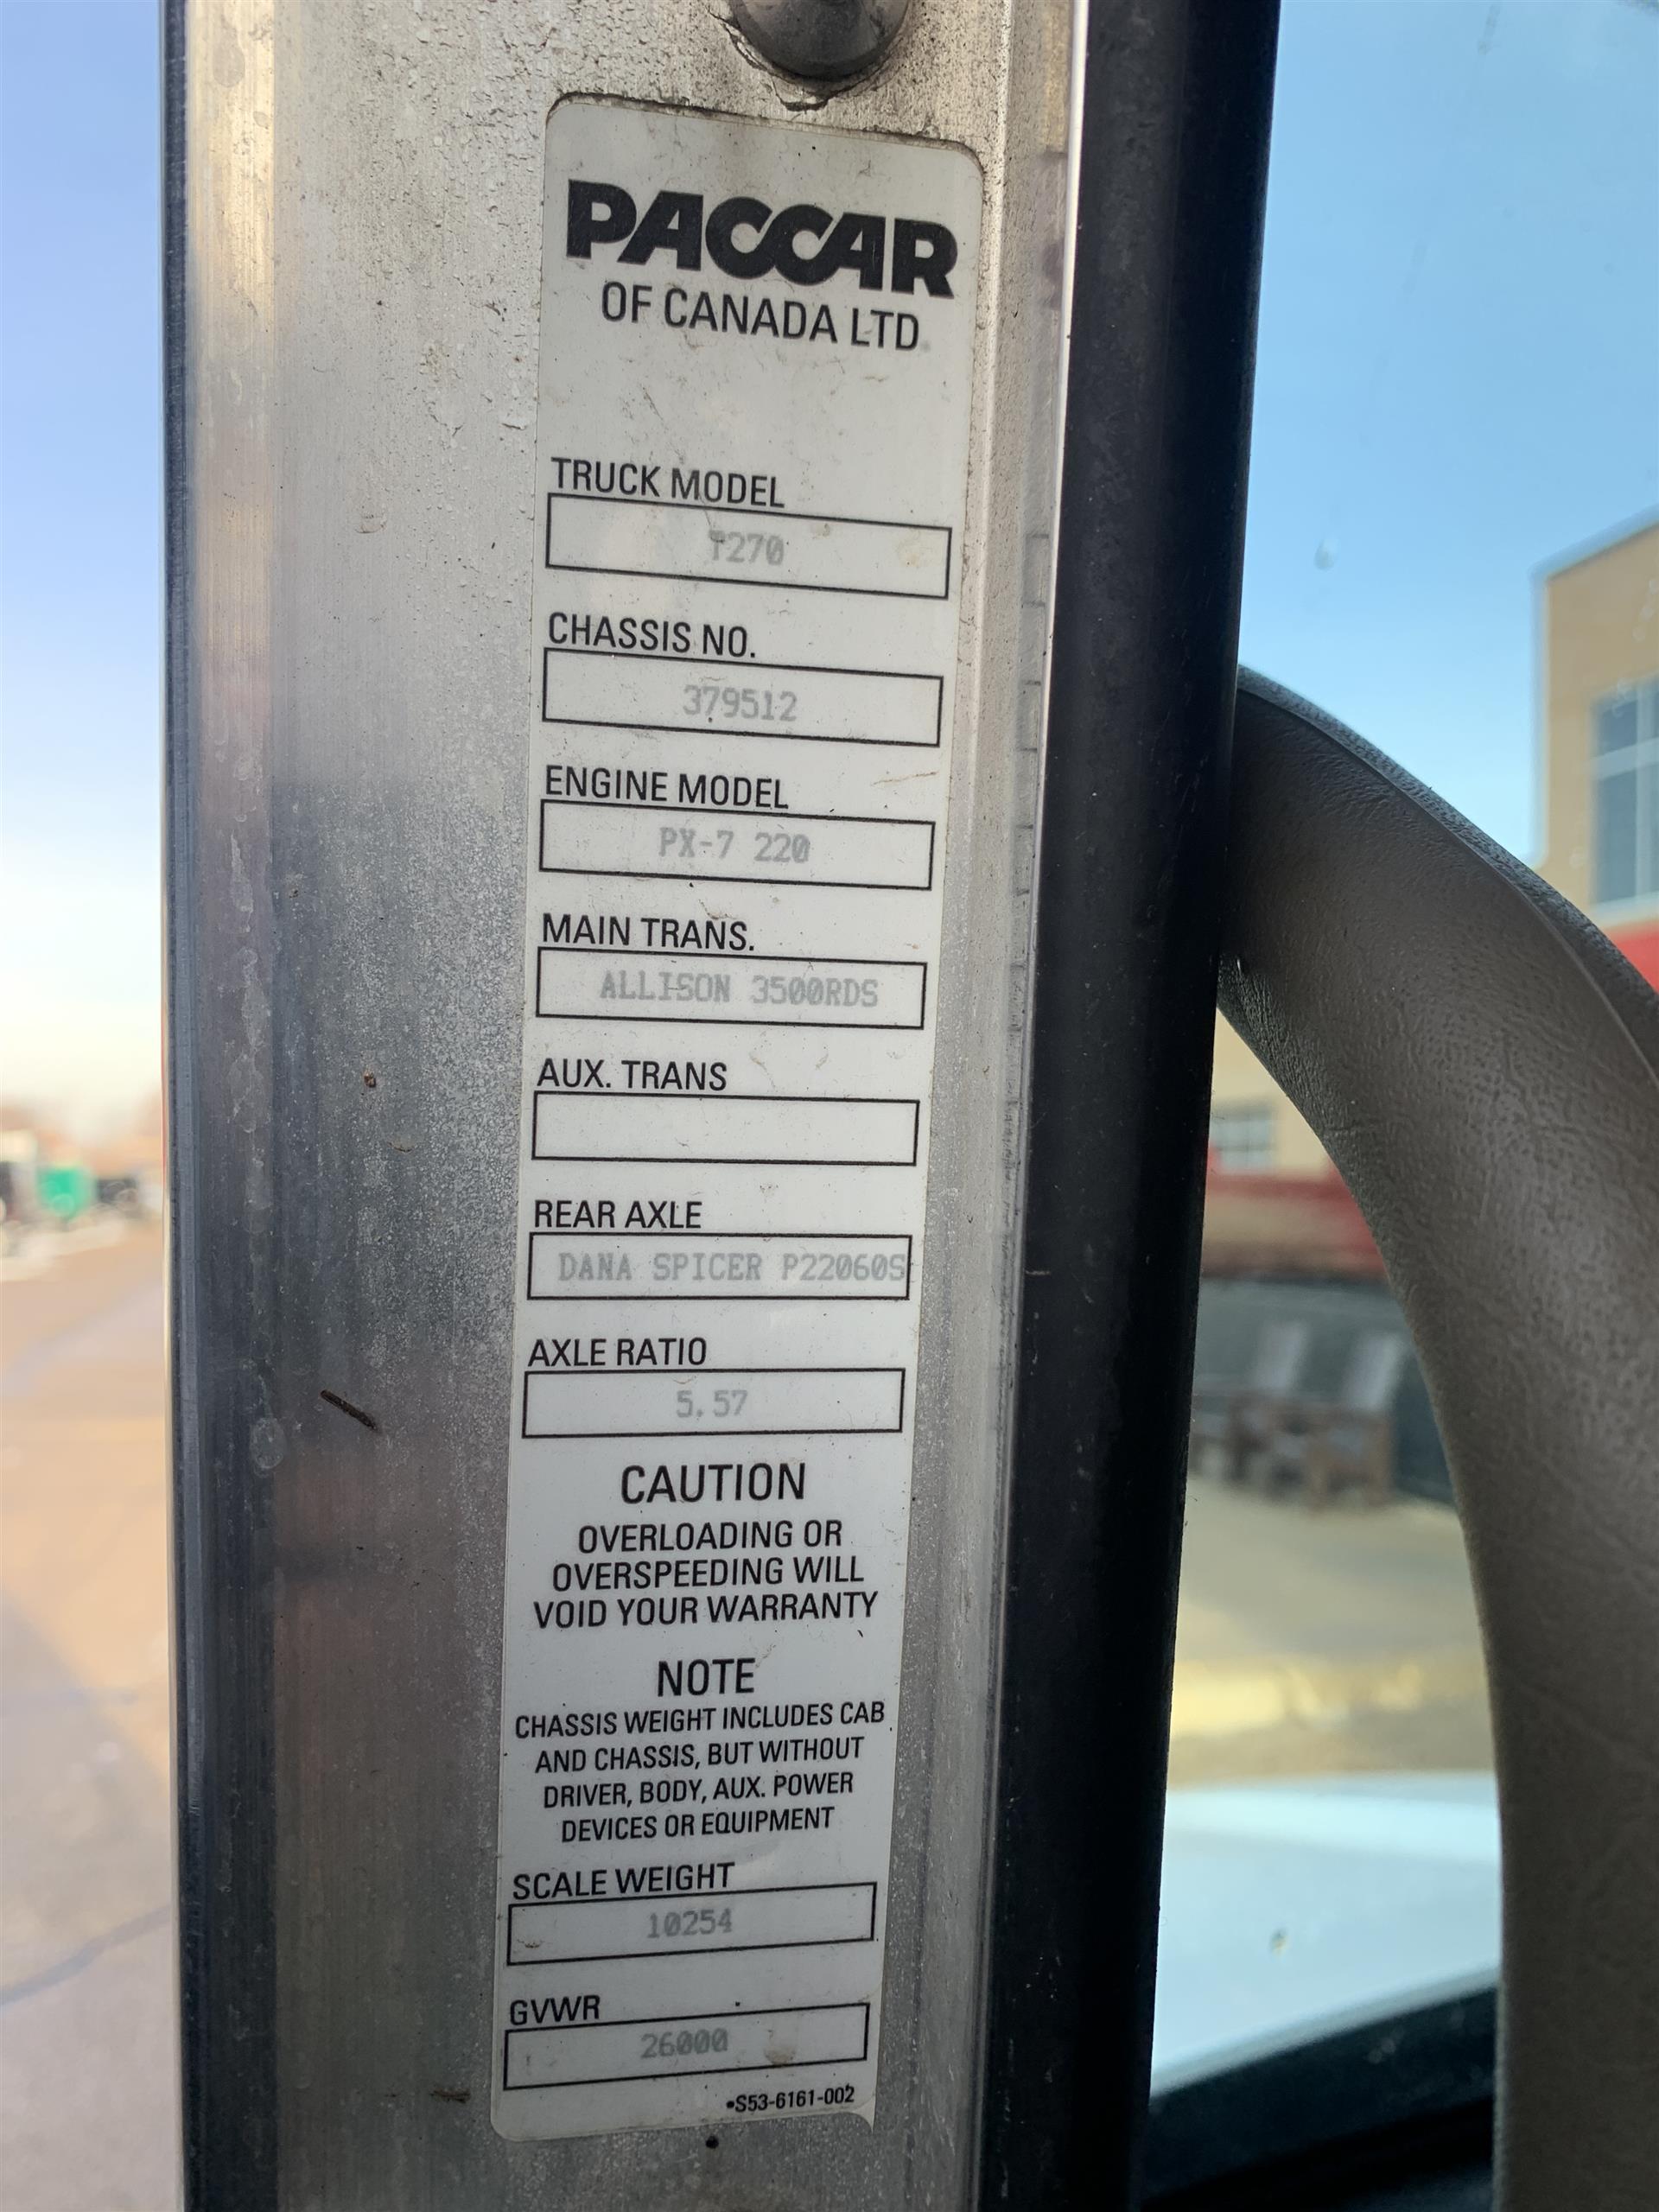 PACCAR
OF CANADA LTD
TRUCK MODEL
T270
CHASSIS NO.
379512
ENGINE MODEL
PX-7 220
MAIN TRANS.
ALLISON 3500RDS
AUX. TRANS
REAR AXLE
DANA SPICER P22060S
AXLE RATIO
5.57
CAUTION
OVERLOADING OR
OVERSPEEDING WILL
VOID YOUR WARRANTY
NOTE
CHASSIS WEIGHT INCLUDES CAB
AND CHASSIS, BUT WITHOUT
DRIVER, BODY, AUX. POWER
DEVICES OR EQUIPMENT
SCALE WEIGHT
10254
GVWR
26000
•S53-6161-002